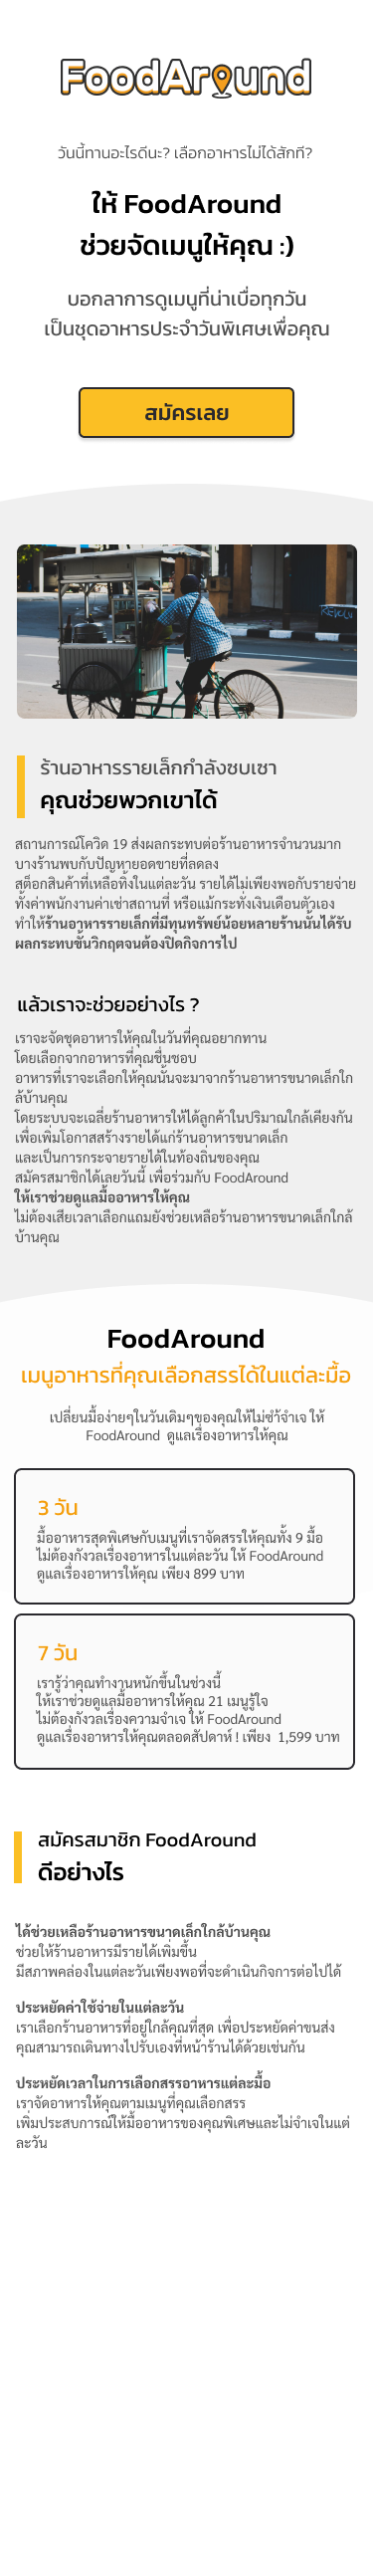 FoodAround
วันนี้ทานอะไรดีนะ? เลือกอาหารไม่ได้สักที?
ให้ FoodAround
ช่วยจัดเมนูให้คุณ :)
บอกลาการดูเมนูที่น่าเบื่อทุกวัน
เป็นชุดอาหารประจำวันพิเศษเพื่อคุณ
สมัครเลย
ร้านอาหารรายเล็กกำลังซบเซา
คุณช่วยพวกเขาได้
สถานการณ์โควิด 19 ส่งผลกระทบต่อร้านอาหารจำนวนมาก
บางร้านพบกับปัญหายอดขายที่ลดลง
สต็อกสินค้าที่เหลือทิ้งในแต่ละวัน รายได้ไม่เพียงพอกับรายจ่าย
ทั้งค่าพนักงานค่าเช่าสถานที่ หรือแม้กระทั่งเงินเดือนตัวเอง
ทำให้ร้านอาหารรายเล็กที่มีทุนทรัพย์น้อยหลายร้านนั้นได้รับ
ผลกระทบขั้นวิกฤตจนต้องปิดกิจการไป
แล้วเราจะช่วยอย่างไร ?
เราจะจัดชุดอาหารให้คุณในวันที่คุณอยากทาน
โดยเลือกจากอาหารที่คุณชื่นชอบ
อาหารที่เราจะเลือกให้คุณนั้นจะมาจากร้านอาหารขนาดเล็กใก
ล้บ้านคุณ
โดยระบบจะเฉลี่ยร้านอาหารให้ได้ลูกค้าในปริมาณใกล้เคียงกัน
เพื่อเพิ่มโอกาสสร้างรายได้แก่ร้านอาหารขนาดเล็ก
และเป็นการกระจายรายได้ในท้องถิ่นของคุณ
สมัครสมาชิกได้เลยวันนี้ เพื่อร่วมกับ FoodAround
ให้เราช่วยดูแลมื้ออาหารให้คุณ
ไม่ต้องเสียเวลาเลือกแถมยังช่วยเหลือร้านอาหารขนาดเล็กใกล้
บ้านคุณ
FoodAround
เมนูอาหารที่คุณเลือกสรรได้ในแต่ละมื้อ
เปลี่ยนมื้อง่ายๆในวันเดิมๆของคุณให้ไม่ซ้ำจำเจ ให้
FoodAround ดูแลเรื่องอาหารให้คุณ
3 วัน
มื้ออาหารสุดพิเศษกับเมนูที่เราจัดสรรให้คุณทั้ง 9 มื้อ
ไม่ต้องกังวลเรื่องอาหารในแต่ละวัน ให้ FoodAround
ดูแลเรื่องอาหารให้คุณ เพียง 899 บาท
7 วัน
เรารู้ว่าคุณทำงานหนักขึ้นในช่วงนี้
ให้เราช่วยดูแลมื้ออาหารให้คุณ 21 เมนูรู้ใจ
ไม่ต้องกังวลเรื่องความจำเจ ให้ FoodAround
ดูแลเรื่องอาหารให้คุณตลอดสัปดาห์ ! เพียง 1,599 บาท
สมัครสมาชิก FoodAround
ดีอย่างไร
ได้ช่วยเหลือร้านอาหารขนาดเล็กใกล้บ้านคุณ
ช่วยให้ร้านอาหารมีรายได้เพิ่มขึ้น
มีสภาพคล่องในแต่ละวันเพียงพอที่จะดำเนินกิจการต่อไปได้
ประหยัดค่าใช้จ่ายในแต่ละวัน
เราเลือกร้านอาหารที่อยู่ใกล้คุณที่สุด เพื่อประหยัดค่าขนส่ง
คุณสามารถเดินทางไปรับเองที่หน้าร้านได้ด้วยเช่นกัน
ประหยัดเวลาในการเลือกสรรอาหารแต่ละมื้อ
เราจัดอาหารให้คุณตามเมนูที่คุณเลือกสรร
เพิ่มประสบการณ์ให้มื้ออาหารของคุณพิเศษและไม่จำเจในแต่
ละวัน